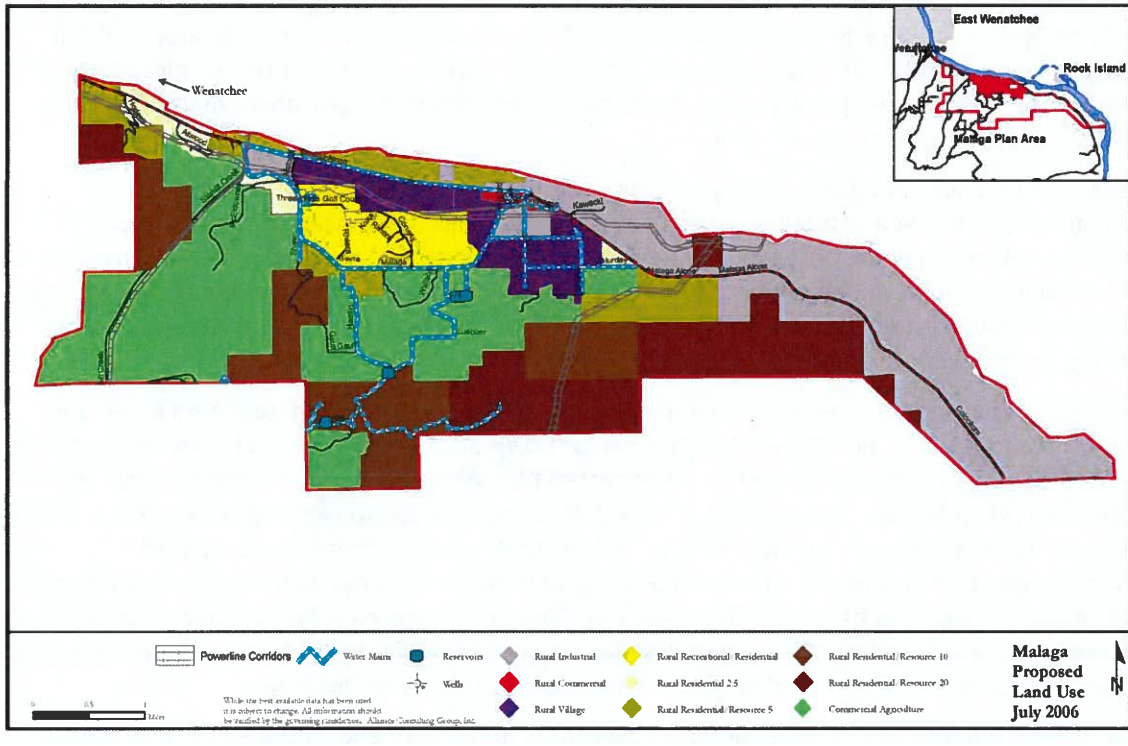 East Wenatchee
Wenatchee
Rock Island
Malaga Plan Area
Wenatchee
Atwood
Stemilt Creek
Kawecki
Malaga Alcoa
Malaga Alcoa
Colockum
Powerline Corridors
Water Mains
Reservoirs
Wells
Rural Industrial
Rural Commercial
Rural Village
Rural Recreational/Residential
Rural Residential 2.5
Rural Residential/Resource 5
Rural Residential/Resource 10
Rural Residential/Resource 20
Commercial Agriculture
0 0.5 1
Miles
While the best available data has been used
it is subject to change. All information should
be verified by the governing jurisdiction. Alliance Consulting Group, Inc.
Malaga
Proposed
Land Use
July 2006
N